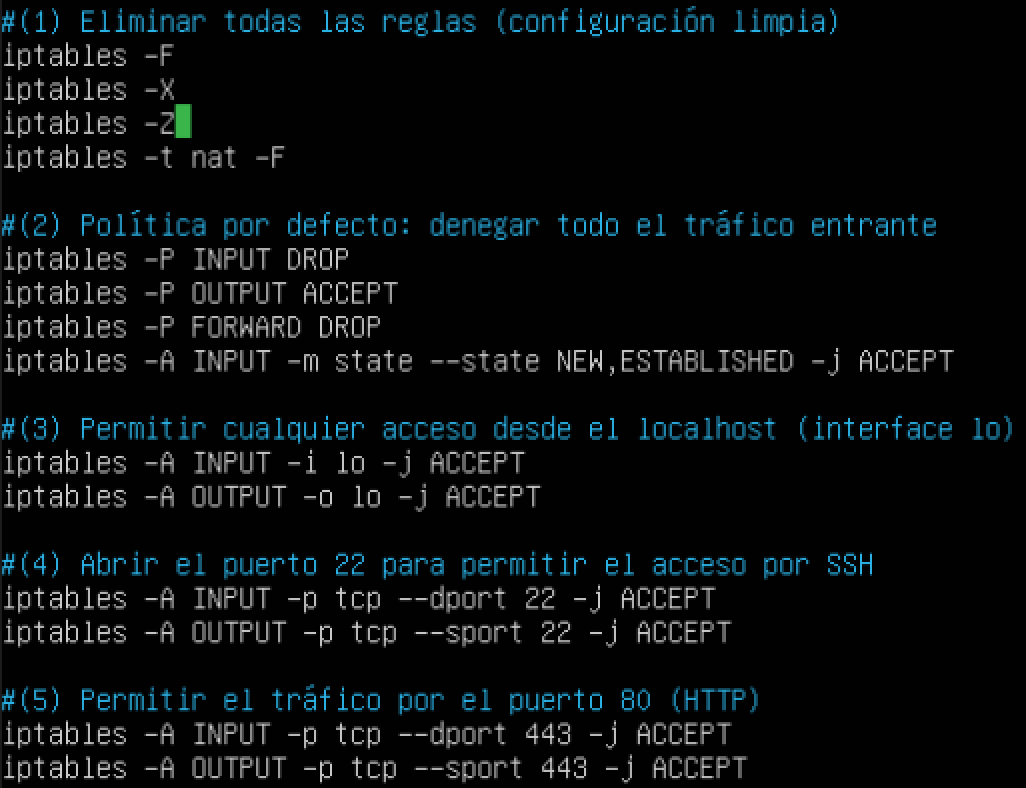 #(1) Eliminar todas las reglas (configuración limpia)
iptables -F
iptables -X
iptables -Z
iptables -t nat -F
#(2) Política por defecto: denegar todo el tráfico entrante
iptables -P INPUT DROP
iptables -P OUTPUT ACCEPT
iptables -P FORWARD DROP
iptables -A INPUT -m state --state NEW,ESTABLISHED -j ACCEPT
#(3) Permitir cualquier acceso desde el localhost (interface lo)
iptables -A INPUT -i lo -j ACCEPT
iptables -A OUTPUT -o lo -j ACCEPT
#(4) Abrir el puerto 22 para permitir el acceso por SSH
iptables -A INPUT -p tcp --dport 22 -j ACCEPT
iptables -A OUTPUT -p tcp --sport 22 -j ACCEPT
#(5) Permitir el tráfico por el puerto 80 (HTTP)
iptables -A INPUT -p tcp --dport 443 -j ACCEPT
iptables -A OUTPUT -p tcp --sport 443 -j ACCEPT